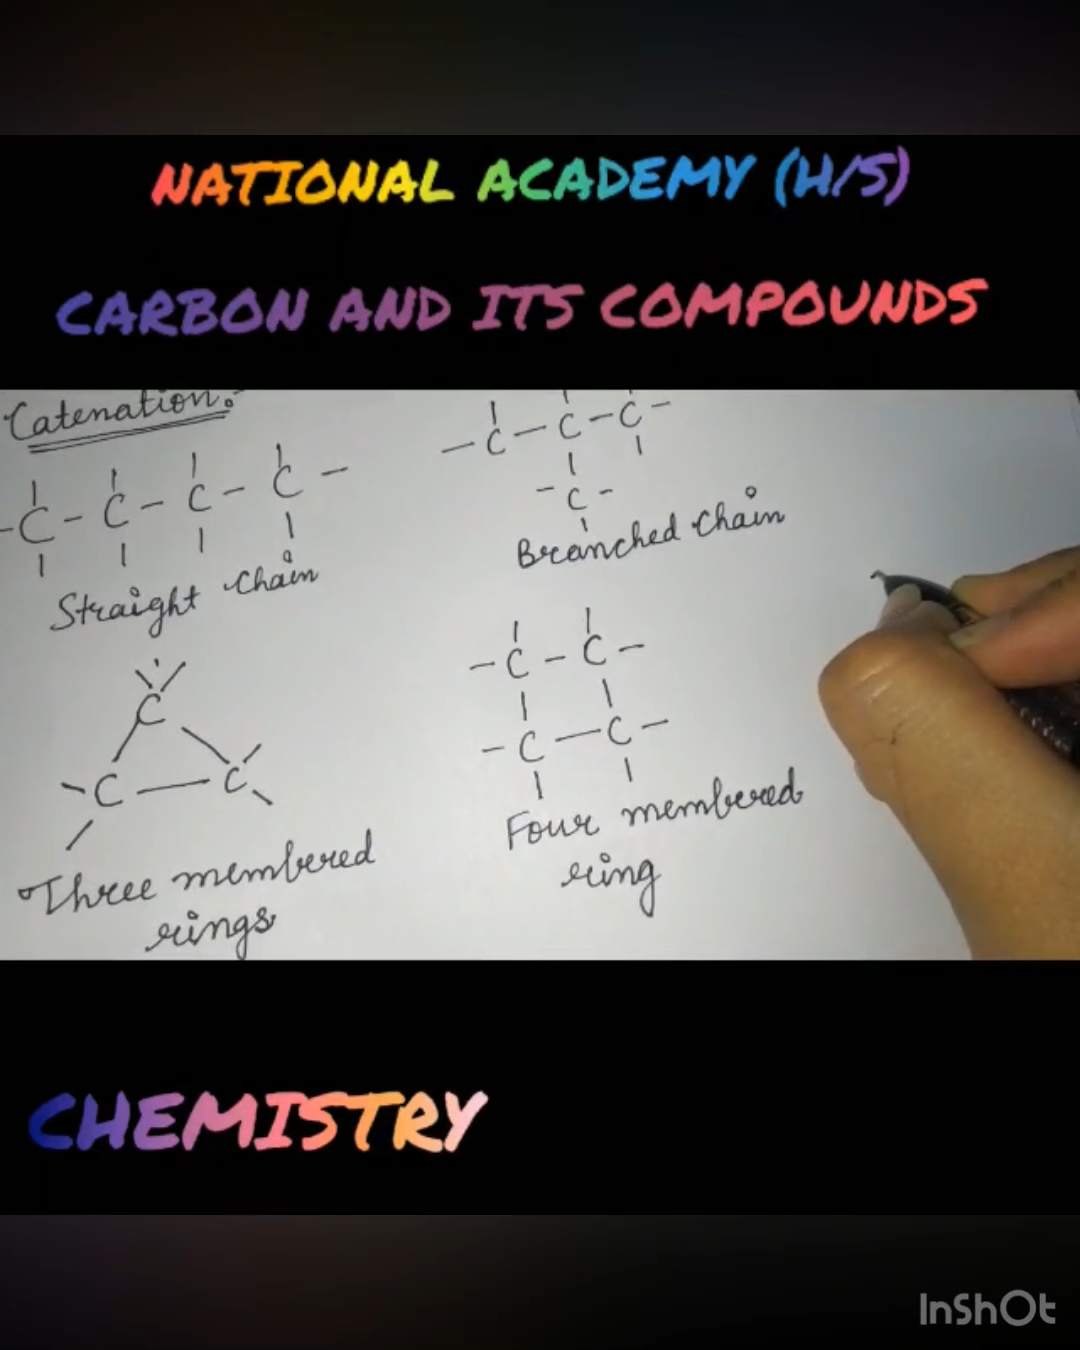 NATIONAL ACADEMY (H/S)
CARBON AND ITS COMPOUNDS
Catenation:-
- C - C - C - C -
Straight chain
- C - C - C -
- C -
Branched chain
C
- C - C
Three membered
rings
- C - C -
- C - C -
Four membered
ring
CHEMISTRY
InShOt